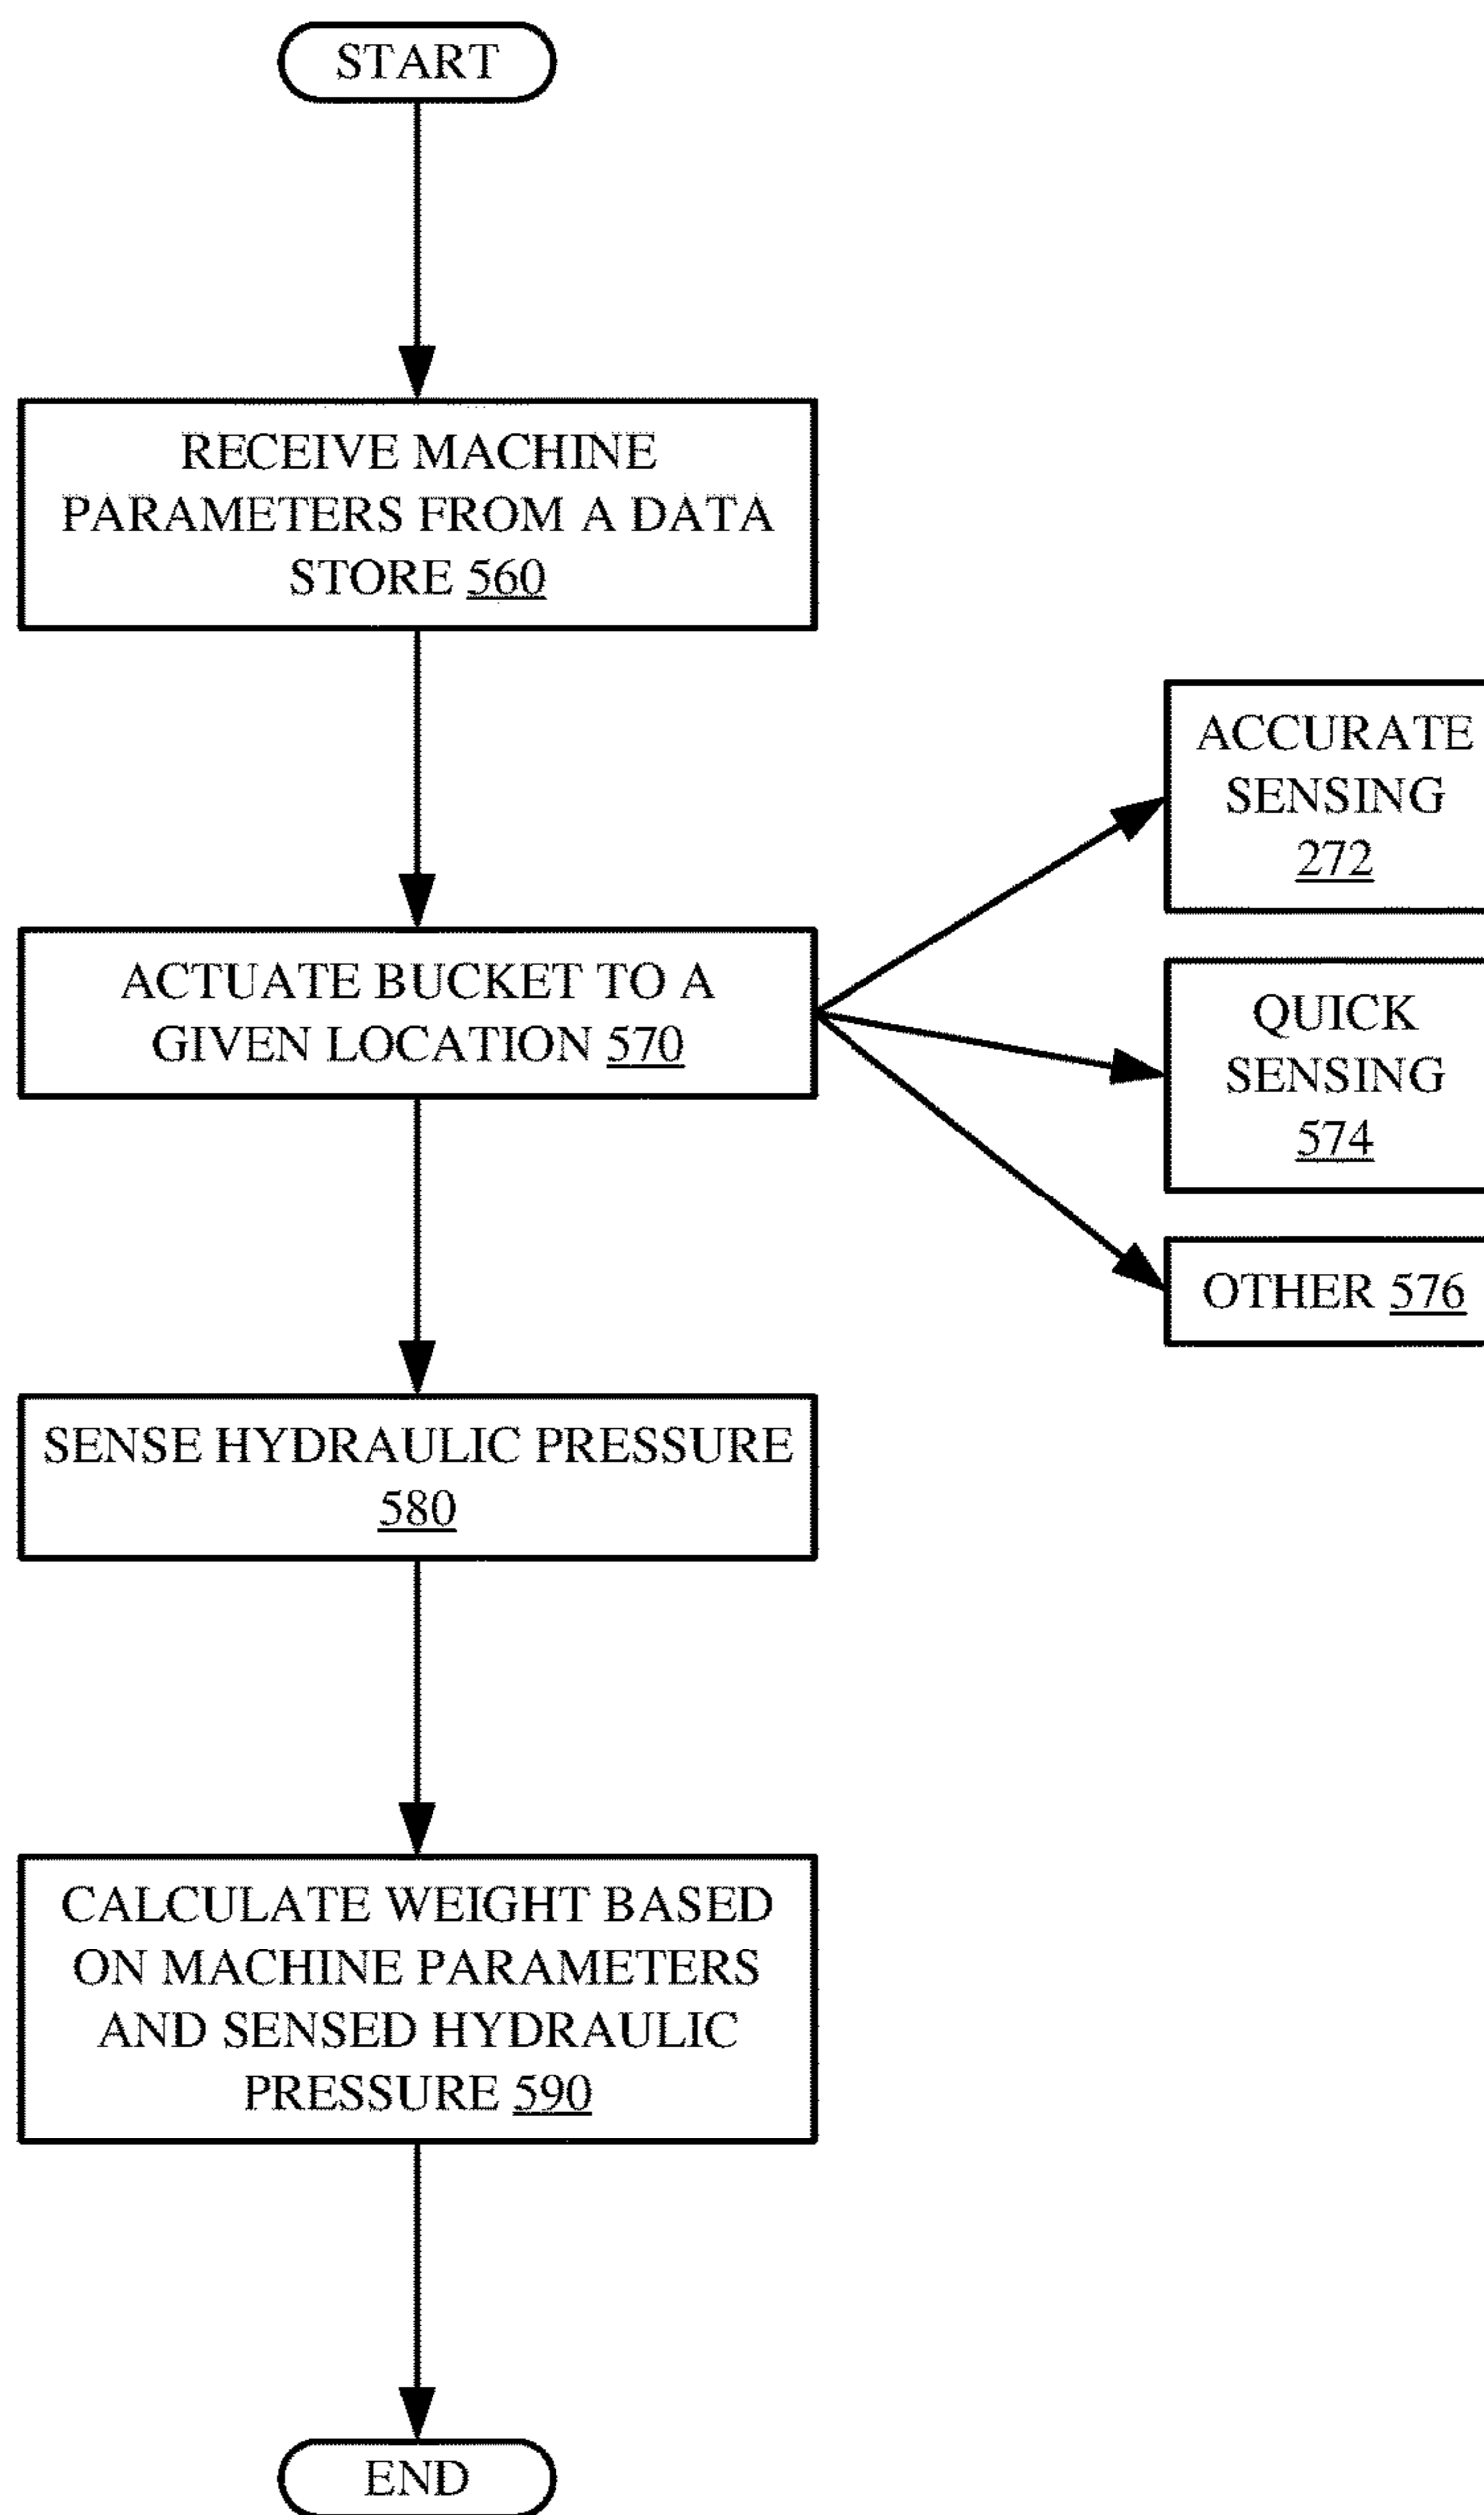 START
RECEIVE MACHINE
PARAMETERS FROM A DATA
STORE 560
ACTUATE BUCKET TO A
GIVEN LOCATION 570
ACCURATE
SENSING
272
QUICK
SENSING
574
OTHER 576
SENSE HYDRAULIC PRESSURE
580
CALCULATE WEIGHT BASED
ON MACHINE PARAMETERS
AND SENSED HYDRAULIC
PRESSURE 590
END